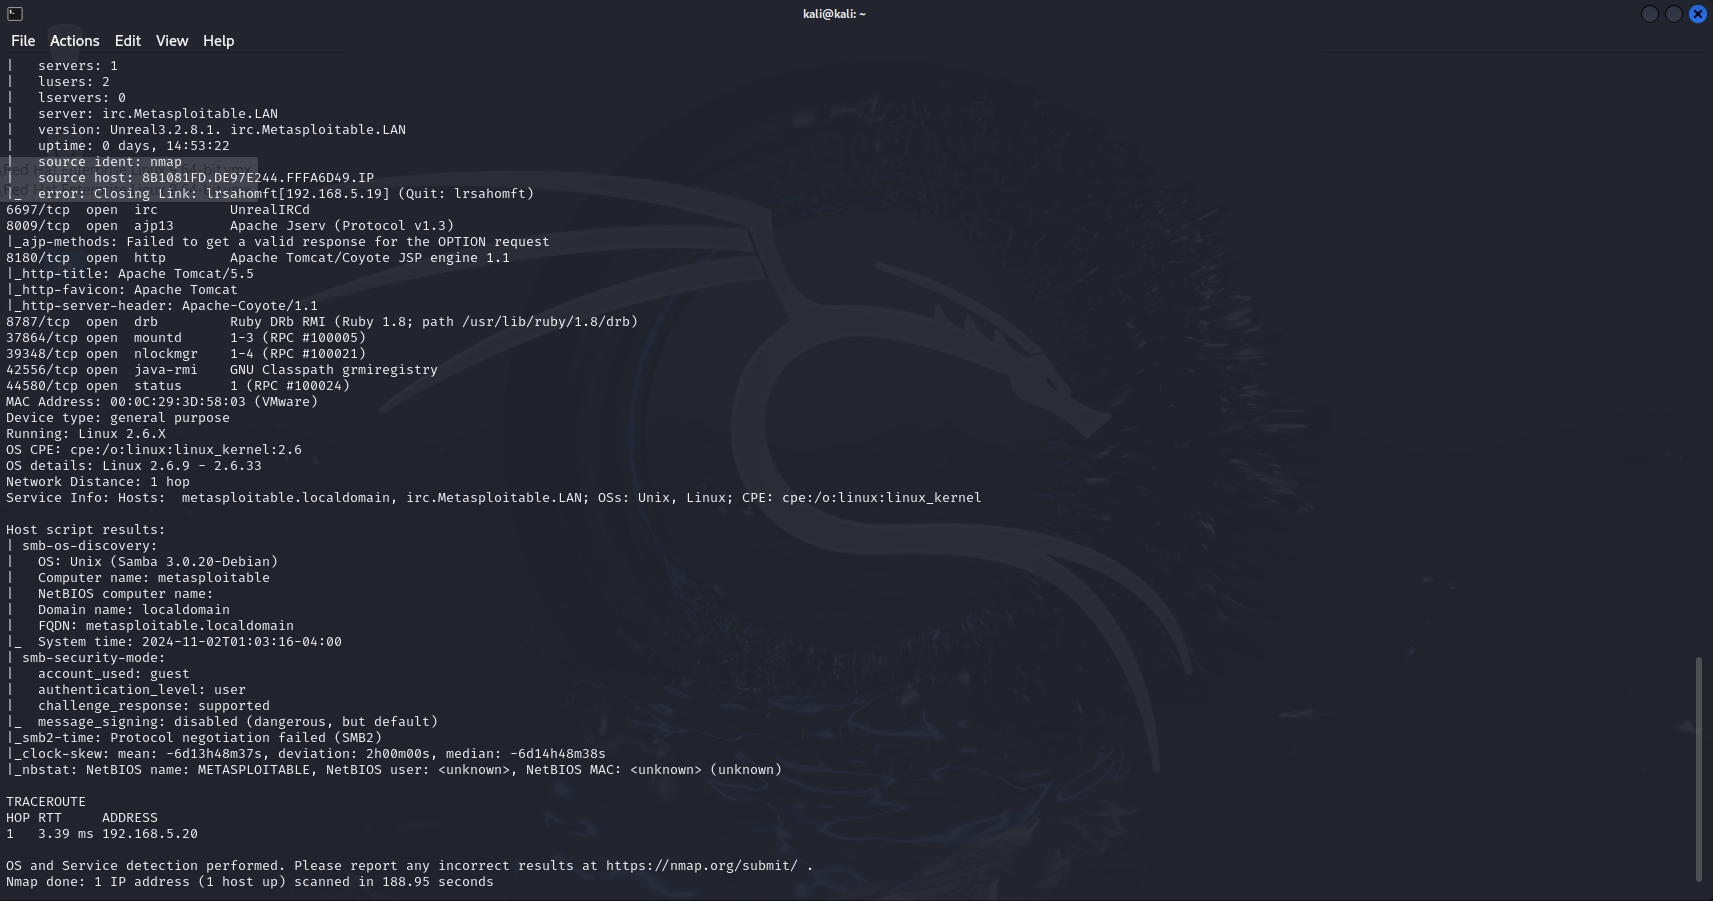 kali@kali: ~
File Actions Edit View Help
|   servers: 1
|   lusers: 2
|   lservers: 0
|   server: irc.Metasploitable.LAN
|   version: Unreal3.2.8.1. irc.Metasploitable.LAN
|   uptime: 0 days, 14:53:22
|   source ident: nmap
|   source host: 8B1081FD.DE97E244.FFFA6D49.IP
|_  error: Closing Link: lrsahomft[192.168.5.19] (Quit: lrsahomft)
6697/tcp  open  irc         UnrealIRCd
8009/tcp  open  ajp13       Apache Jserv (Protocol v1.3)
|_ajp-methods: Failed to get a valid response for the OPTION request
8180/tcp  open  http        Apache Tomcat/Coyote JSP engine 1.1
|_http-title: Apache Tomcat/5.5
|_http-favicon: Apache Tomcat
|_http-server-header: Apache-Coyote/1.1
8787/tcp  open  drb         Ruby DRb RMI (Ruby 1.8; path /usr/lib/ruby/1.8/drb)
37864/tcp open  mountd      1-3 (RPC #100005)
39348/tcp open  nlockmgr    1-4 (RPC #100021)
42556/tcp open  java-rmi    GNU Classpath grmiregistry
44580/tcp open  status      1 (RPC #100024)
MAC Address: 00:0C:29:3D:58:03 (VMware)
Device type: general purpose
Running: Linux 2.6.X
OS CPE: cpe:/o:linux:linux_kernel:2.6
OS details: Linux 2.6.9 - 2.6.33
Network Distance: 1 hop
Service Info: Hosts:  metasploitable.localdomain, irc.Metasploitable.LAN; OSs: Unix, Linux; CPE: cpe:/o:linux:linux_kernel
Host script results:
| smb-os-discovery:
|   OS: Unix (Samba 3.0.20-Debian)
|   Computer name: metasploitable
|   NetBIOS computer name:
|   Domain name: localdomain
|   FQDN: metasploitable.localdomain
|_  System time: 2024-11-02T01:03:16-04:00
| smb-security-mode:
|   account_used: guest
|   authentication_level: user
|   challenge_response: supported
|_  message_signing: disabled (dangerous, but default)
|_smb2-time: Protocol negotiation failed (SMB2)
|_clock-skew: mean: -6d13h48m37s, deviation: 2h00m00s, median: -6d14h48m38s
|_nbstat: NetBIOS name: METASPLOITABLE, NetBIOS user: <unknown>, NetBIOS MAC: <unknown> (unknown)
TRACEROUTE
HOP RTT     ADDRESS
1   3.39 ms 192.168.5.20
OS and Service detection performed. Please report any incorrect results at https://nmap.org/submit/ .
Nmap done: 1 IP address (1 host up) scanned in 188.95 seconds